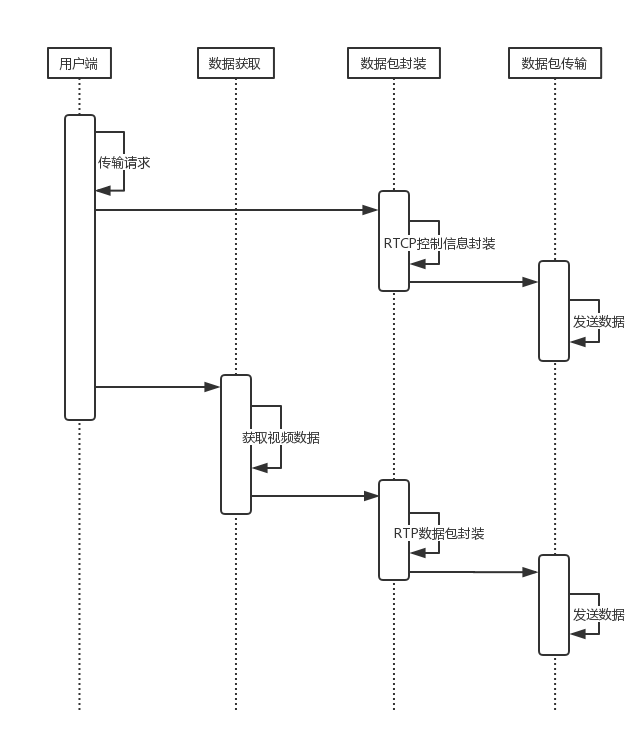 用户端
数据获取
数据包封装
数据包传输
传输请求
RTCP控制信息封装
发送数据
获取视频数据
RTP数据包封装
发送数据